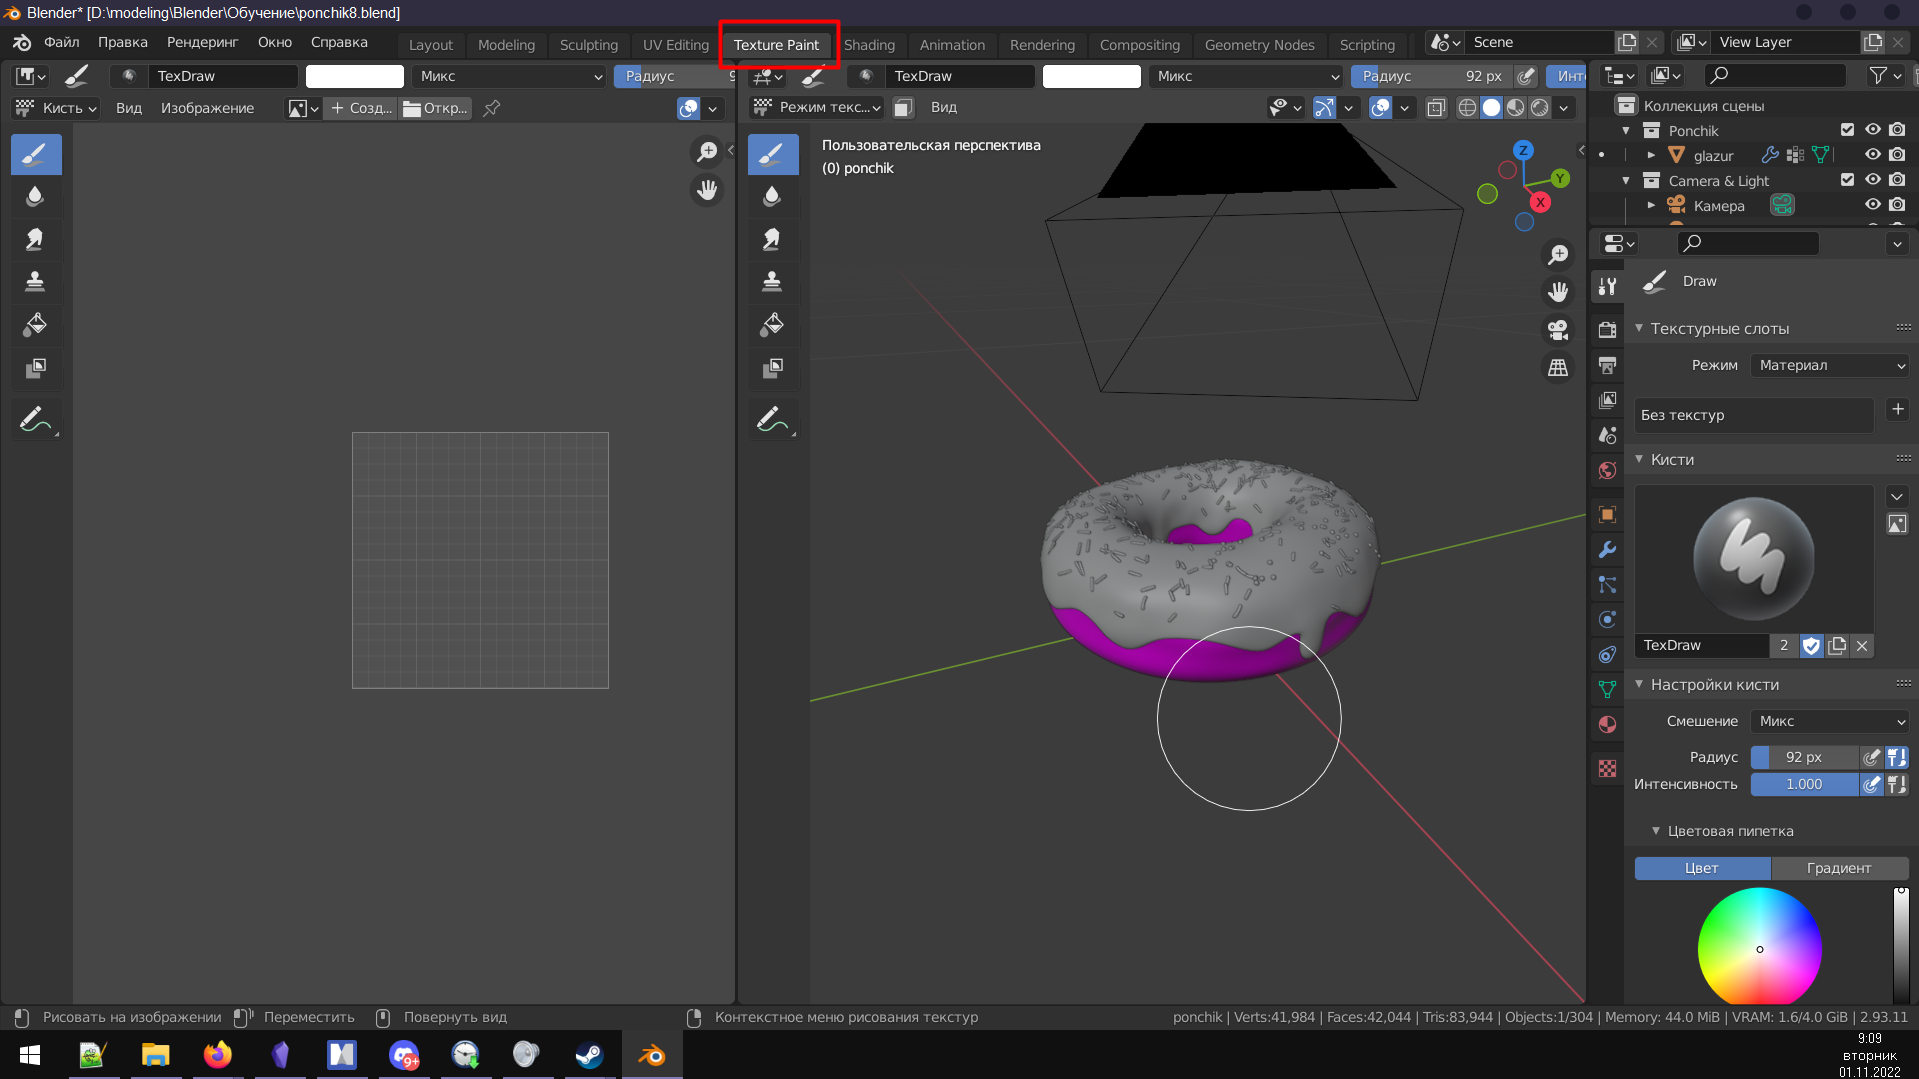 Blender* [D:\modeling\Blender\Обучение\ponchik8.blend]
Файл Правка Рендеринг Окно Справка Layout Modeling Sculpting UV Editing Texture Paint Shading Animation Rendering Compositing Geometry Nodes Scripting Scene View Layer
TexDraw Микс Радиус 9 TexDraw Микс Радиус 92 px Инт
Кисть Вид Изображение + Созд... Откр... Режим текс... Вид
Коллекция сцены
Ponchik
glazur
Camera & Light
Камера
Пользовательская перспектива
(0) ponchik
Z
Y
X
Draw
Текстурные слоты
Режим Материал
Без текстур
Кисти
TexDraw 2
Настройки кисти
Смешение Микс
Радиус 92 px
Интенсивность 1.000
Цветовая пипетка
Цвет Градиент
Рисовать на изображении Переместить Повернуть вид Контекстное меню рисования текстур ponchik | Verts:41,984 | Faces:42,044 | Tris:83,944 | Objects:1/304 | Memory: 44.0 MiB | VRAM: 1.6/4.0 GiB | 2.93.11
9+
9:09
вторник
01.11.2022